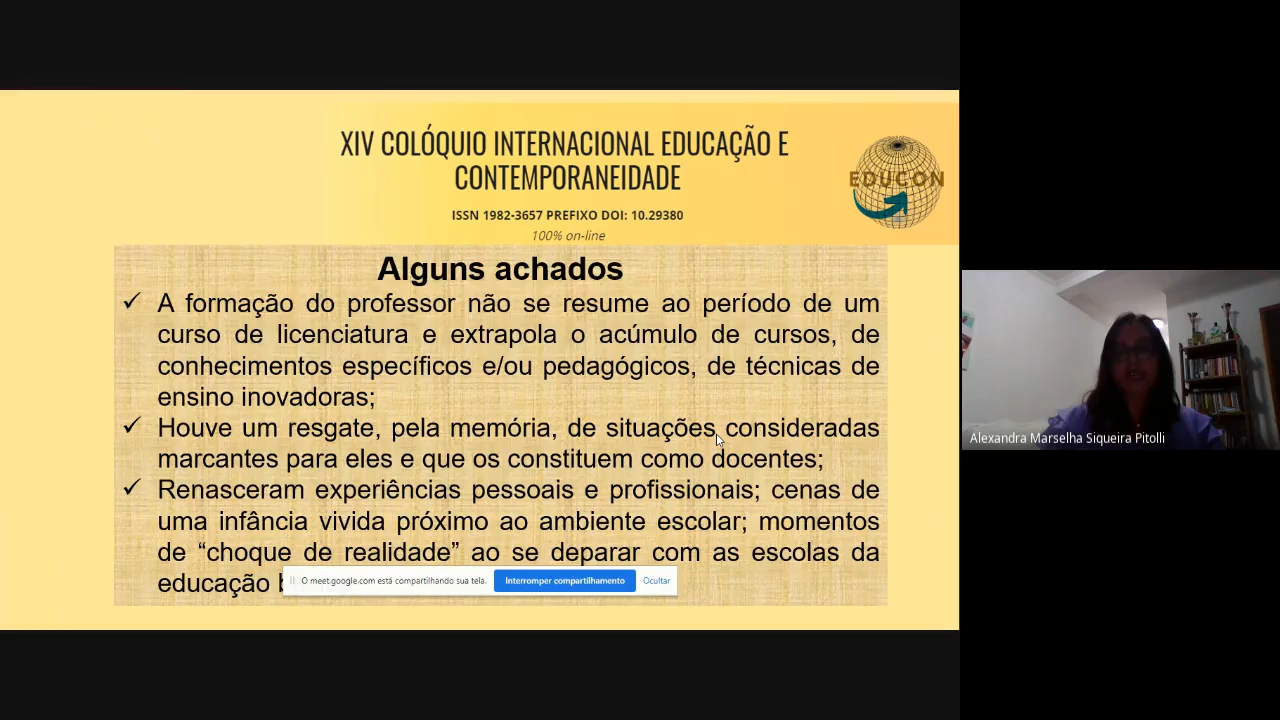 XIV COLÓQUIO INTERNACIONAL EDUCAÇÃO E
CONTEMPORANEIDADE
ISSN 1982-3657 PREFIXO DOI: 10.29380
100% on-line
EDUCON
Alguns achados
✓ A formação do professor não se resume ao período de um
curso de licenciatura e extrapola o acúmulo de cursos, de
conhecimentos específicos e/ou pedagógicos, de técnicas de
ensino inovadoras;
✓ Houve um resgate, pela memória, de situações consideradas
marcantes para eles e que os constituem como docentes;
✓ Renasceram experiências pessoais e profissionais; cenas de
uma infância vivida próximo ao ambiente escolar; momentos
de “choque de realidade” ao se deparar com as escolas da
educação
O meet.google.com está compartilhando sua tela.
Interromper compartilhamento
Ocultar
Alexandra Marselha Siqueira Pitolli